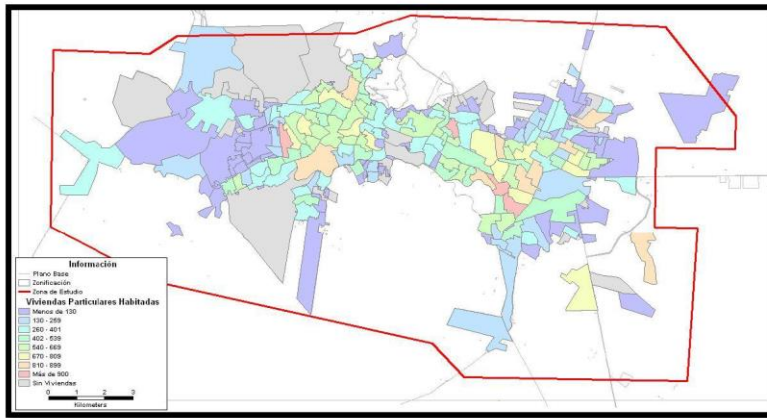 Información
Plano Base
Zonificación
Zona de Estudio
Viviendas Particulares Habitadas
Menos de 130
130 - 259
260 - 401
402 - 539
540 - 669
670 - 809
810 - 899
Más de 900
Sin Viviendas
0 1 2 3
Kilometers